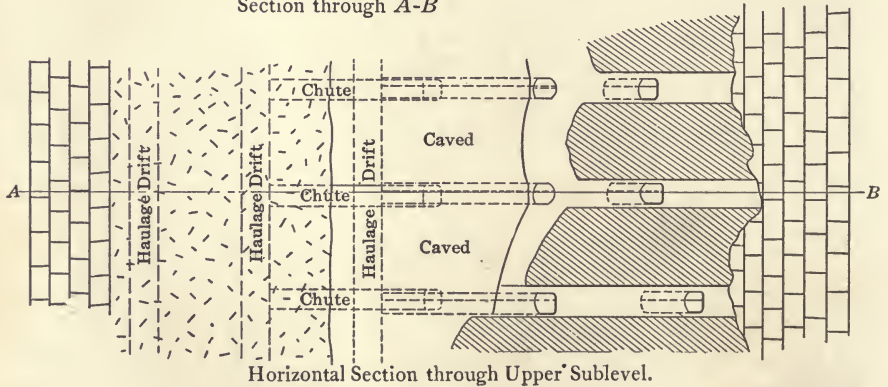 Section through A-B
Chute
Caved
Haulage Drift
Haulage Drift
Haulage Drift
A
Chute
B
Caved
Chute
Horizontal Section through Upper Sublevel.